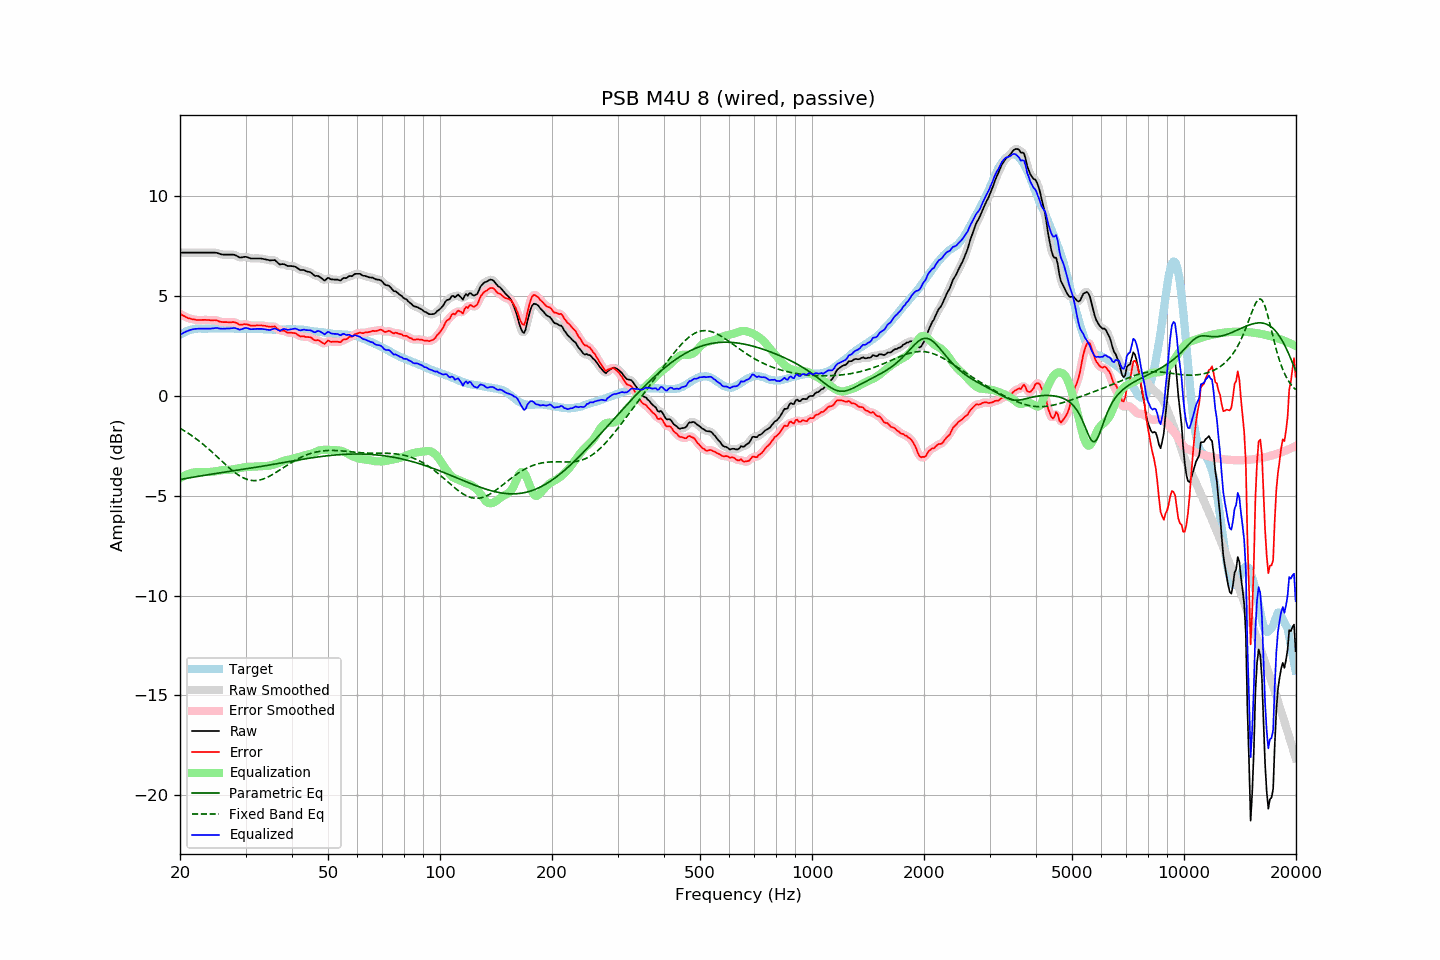 PSB M4U 8 (wired, passive)
10
5
0
−5
−10
−15
−20
Amplitude (dBr)
Target
Raw Smoothed
Error Smoothed
Raw
Error
Equalization
Parametric Eq
Fixed Band Eq
Equalized
20 50 100 200 500 1000 2000 5000 10000 20000
Frequency (Hz)